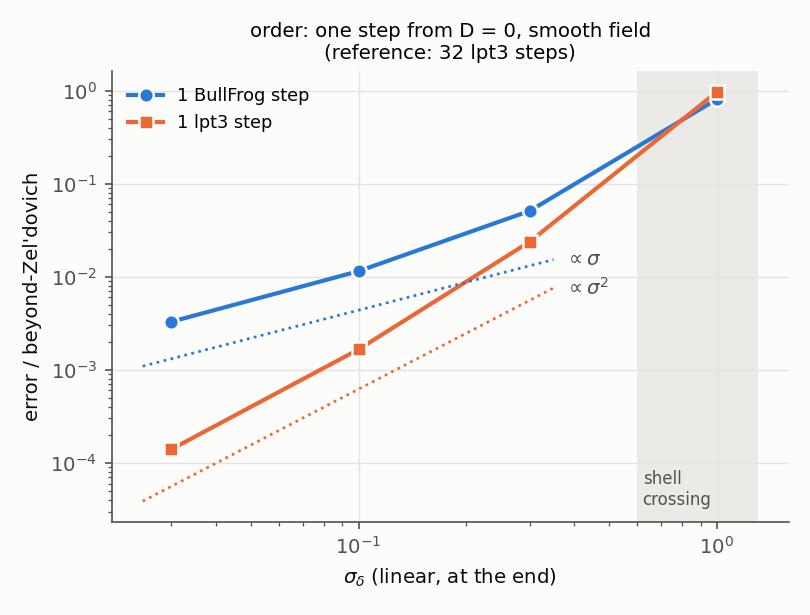 order: one step from D = 0, smooth field
(reference: 32 lpt3 steps)
1 BullFrog step
1 lpt3 step
error / beyond-Zel'dovich
10⁰
10⁻¹
10⁻²
10⁻³
10⁻⁴
∝ σ
∝ σ²
shell
crossing
10⁻¹
10⁰
σ_δ (linear, at the end)